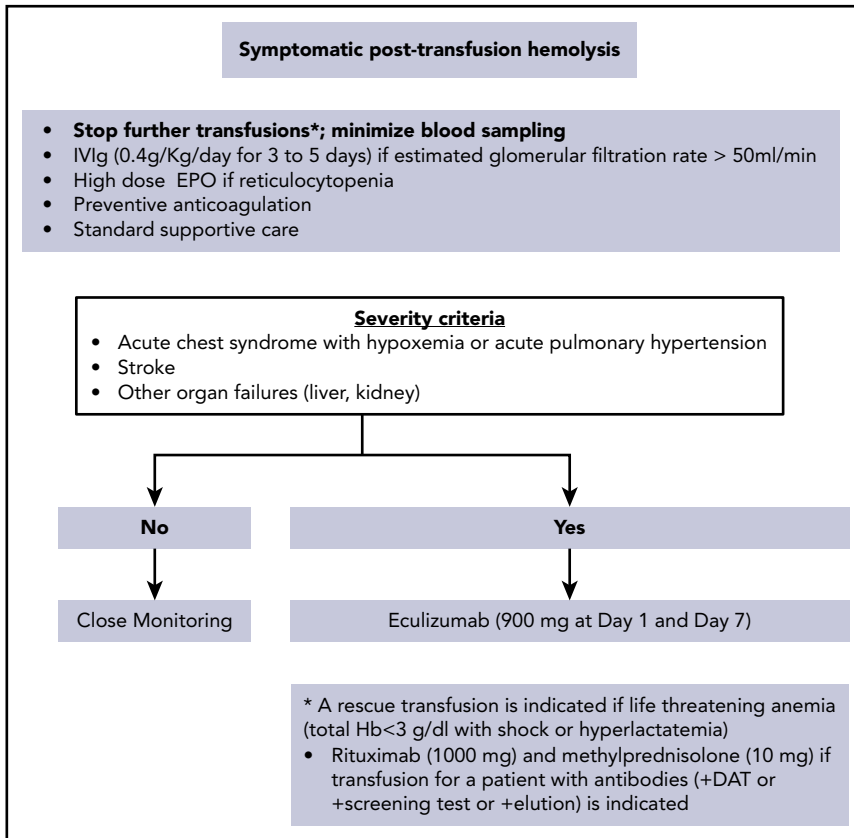 Symptomatic post-transfusion hemolysis
• Stop further transfusions*; minimize blood sampling
• IVIg (0.4g/Kg/day for 3 to 5 days) if estimated glomerular filtration rate > 50ml/min
• High dose EPO if reticulocytopenia
• Preventive anticoagulation
• Standard supportive care
Severity criteria
• Acute chest syndrome with hypoxemia or acute pulmonary hypertension
• Stroke
• Other organ failures (liver, kidney)
No
Yes
Close Monitoring
Eculizumab (900 mg at Day 1 and Day 7)
* A rescue transfusion is indicated if life threatening anemia
(total Hb<3 g/dl with shock or hyperlactatemia)
• Rituximab (1000 mg) and methylprednisolone (10 mg) if
transfusion for a patient with antibodies (+DAT or
+screening test or +elution) is indicated